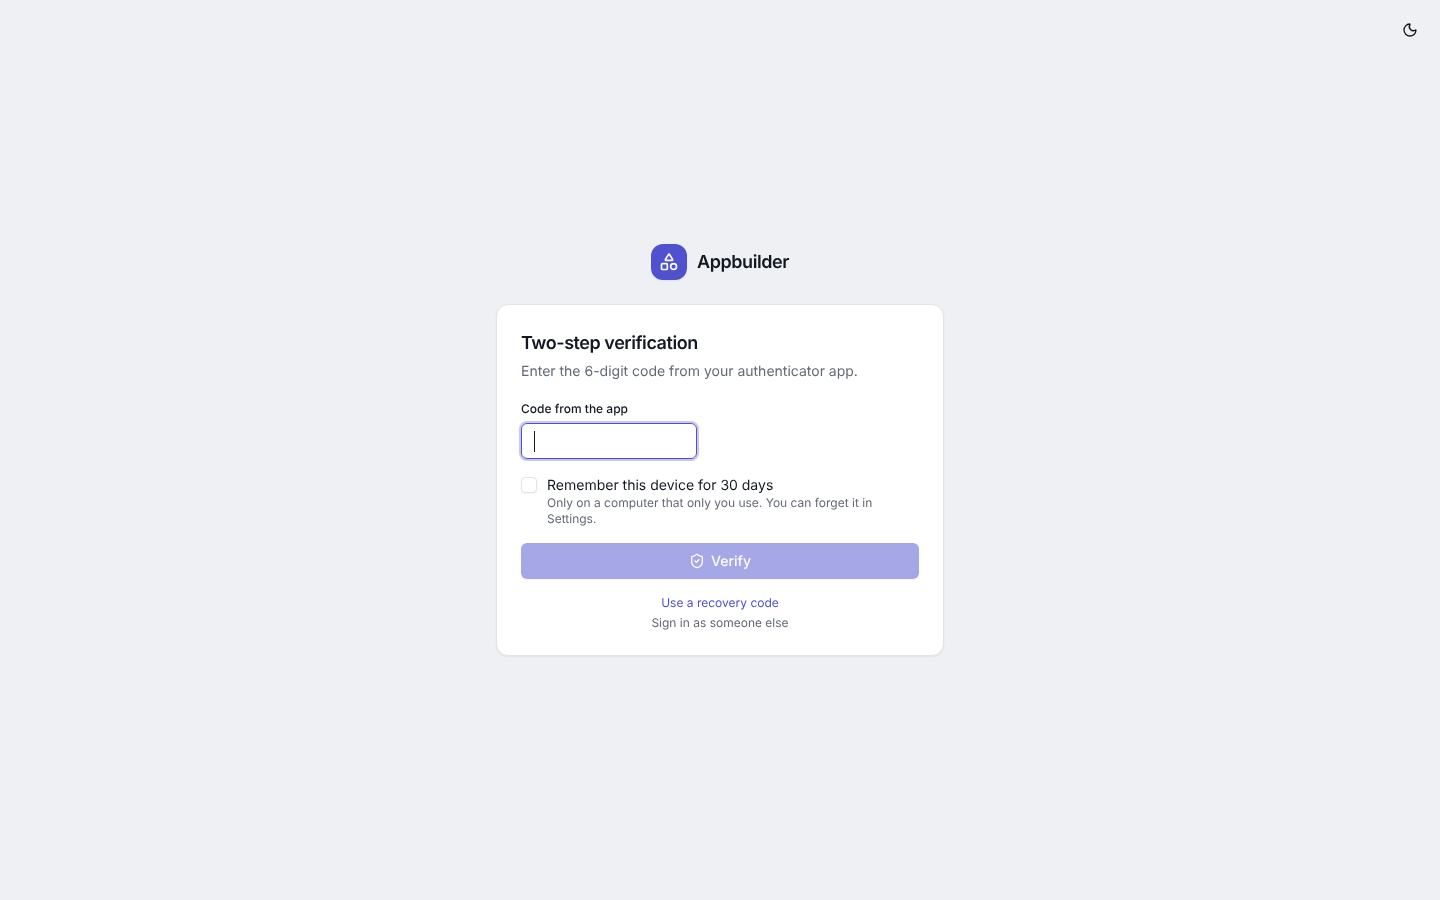 Appbuilder
Two-step verification
Enter the 6-digit code from your authenticator app.
Code from the app
Remember this device for 30 days
Only on a computer that only you use. You can forget it in
Settings.
Verify
Use a recovery code
Sign in as someone else